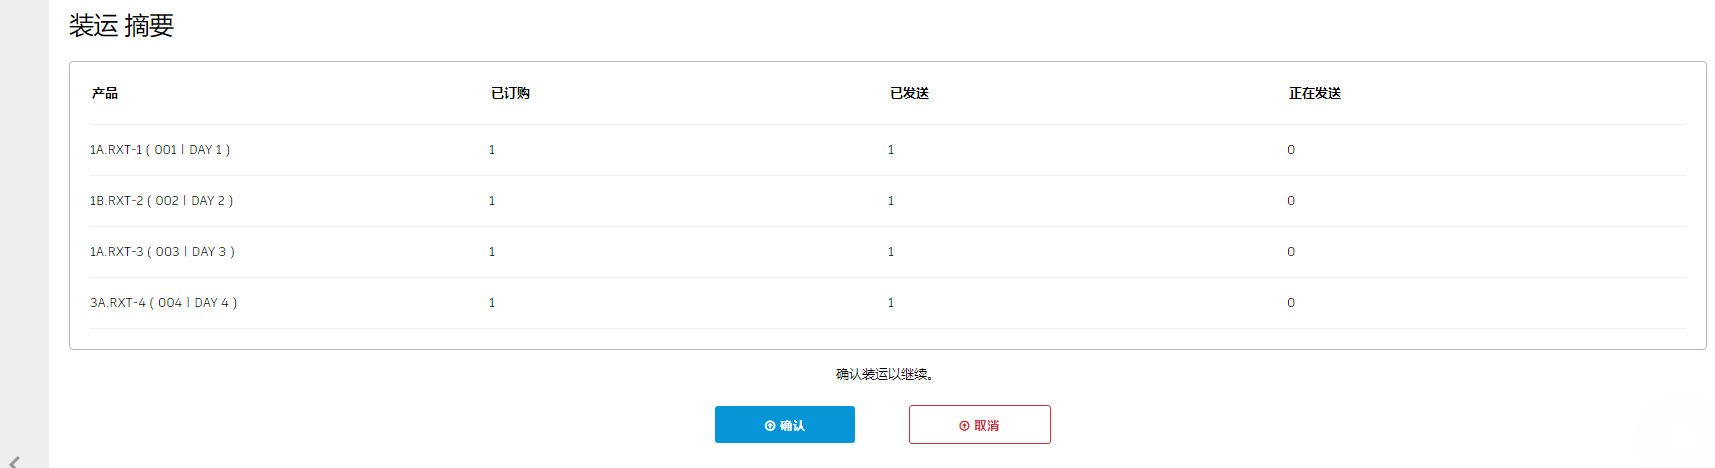 装运 摘要
产品 已订购 已发送 正在发送
1A.RXT-1 ( 001 | DAY 1 ) 1 1 0
1B.RXT-2 ( 002 | DAY 2 ) 1 1 0
1A.RXT-3 ( 003 | DAY 3 ) 1 1 0
3A.RXT-4 ( 004 | DAY 4 ) 1 1 0
确认装运以继续。
确认 取消